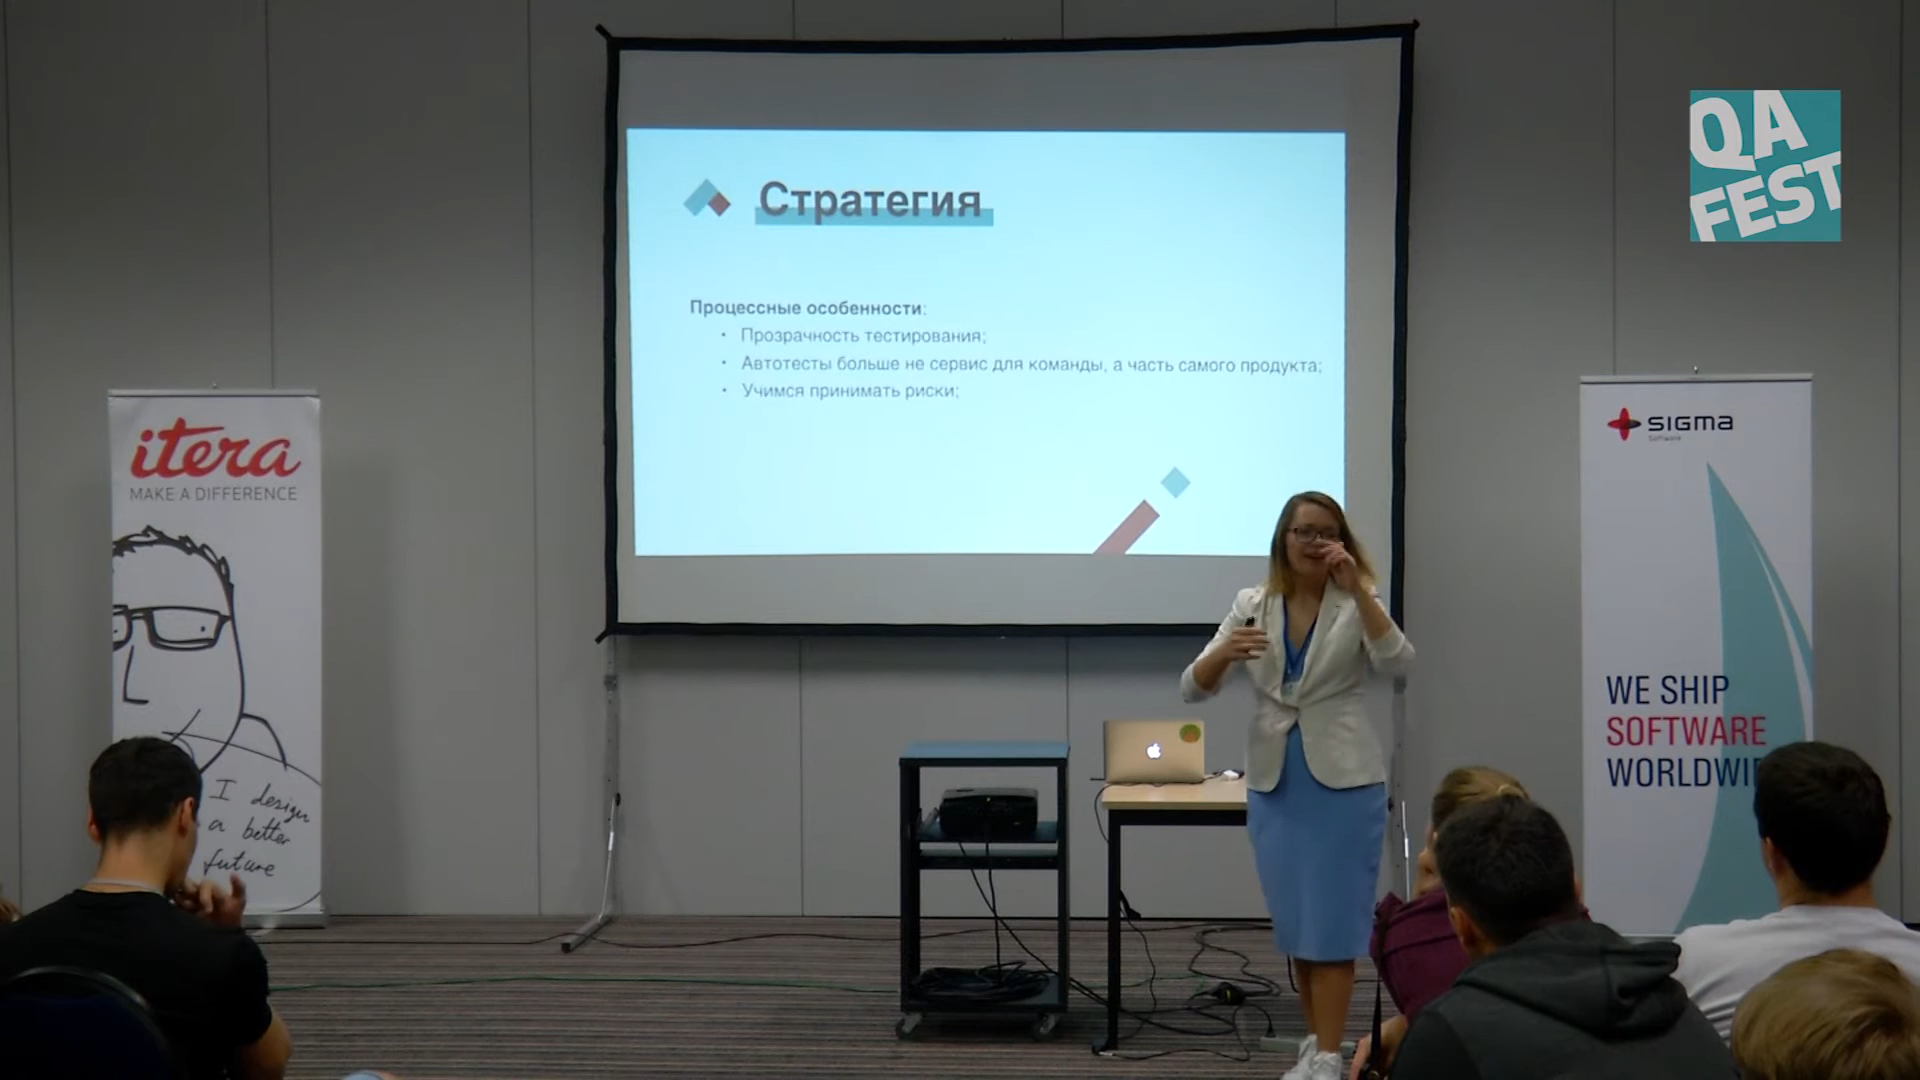 QA
FEST
Стратегия
Процессные особенности:
• Прозрачность тестирования;
• Автотесты больше не сервис для команды, а часть самого продукта;
• Учимся принимать риски;
itera
MAKE A DIFFERENCE
I design
a better
future
SIGMA
Software
WE SHIP
SOFTWARE
WORLDWI